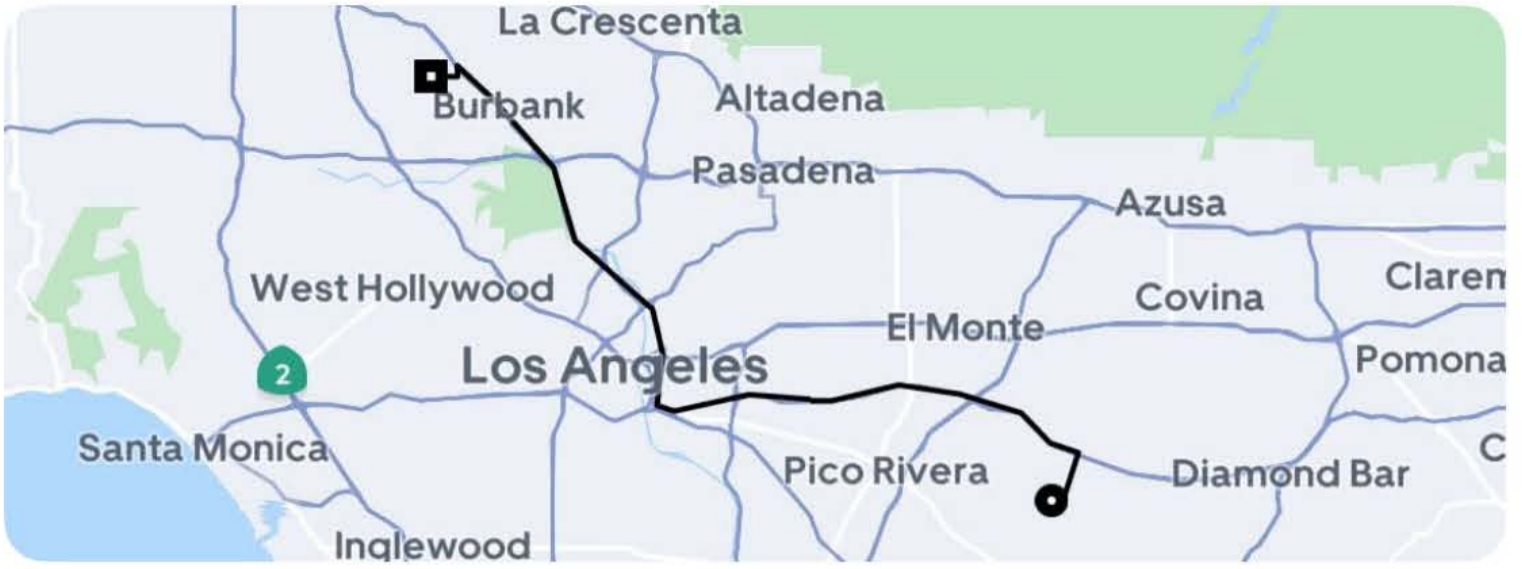 La Crescenta
Burbank
Altadena
Pasadena
Azusa
West Hollywood
Clarem
Covina
El Monte
Los Angeles
Pomona
2
Santa Monica
Pico Rivera
Diamond Bar
C
Inglewood